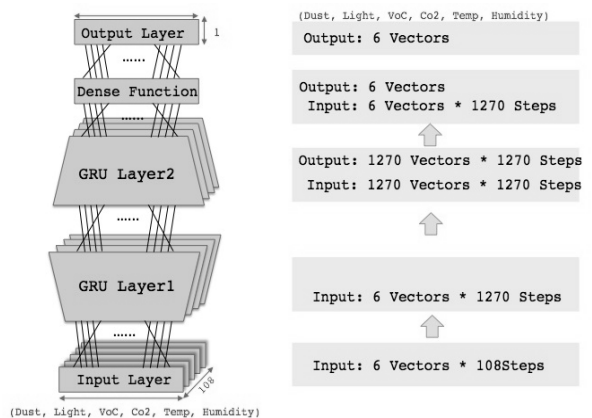 Output Layer
1
......
Dense Function
......
GRU Layer2
......
GRU Layer1
......
Input Layer
108
(Dust, Light, VoC, Co2, Temp, Humidity)
(Dust, Light, VoC, Co2, Temp, Humidity)
Output: 6 Vectors
Output: 6 Vectors
Input: 6 Vectors * 1270 Steps
Output: 1270 Vectors * 1270 Steps
Input: 1270 Vectors * 1270 Steps
Input: 6 Vectors * 1270 Steps
Input: 6 Vectors * 108Steps